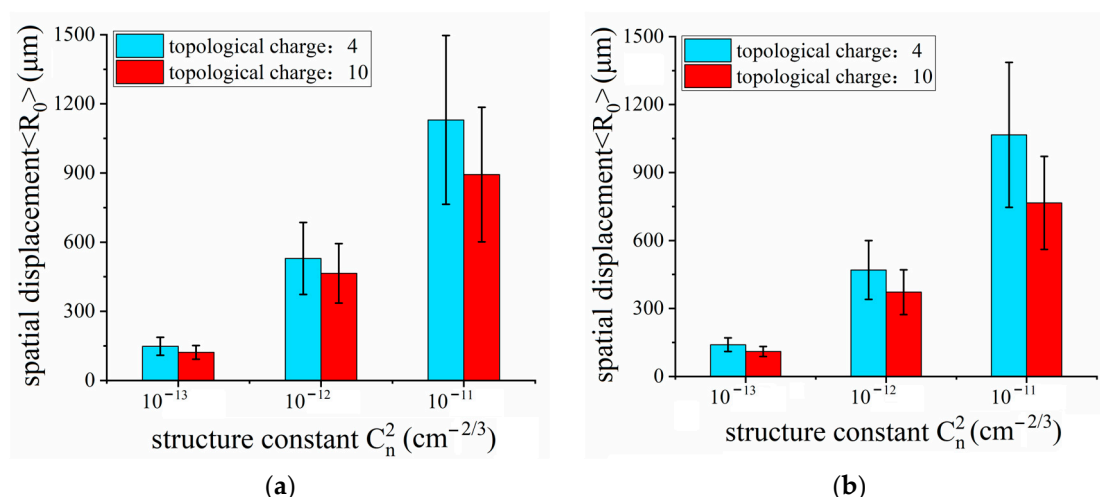 topological charge：4
topological charge：10
1500
1200
900
600
300
0
spatial displacement<R₀> (μm)
10⁻¹³
10⁻¹²
10⁻¹¹
structure constant Cₙ² (cm⁻²/³)
(a)
topological charge：4
topological charge：10
1500
1200
900
600
300
0
spatial displacement<R₀> (μm)
10⁻¹³
10⁻¹²
10⁻¹¹
structure constant Cₙ² (cm⁻²/³)
(b)